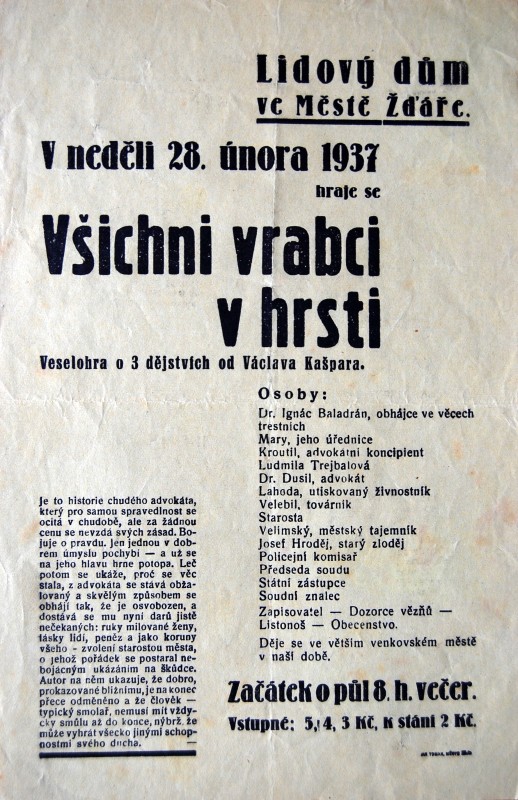 Lidový dům
ve Městě Žďáře.
V neděli 28. února 1937
hraje se
Všichni vrabci
v hrsti
Veselohra o 3 dějstvích od Václava Kašpara.
Osoby:
Dr. Ignác Baladrán, obhájce ve věcech
trestních
Mary, jeho úřednice
Kroutil, advokátní koncipient
Ludmila Trejbalová
Dr. Dusil, advokát
Lahoda, utiskovaný živnostník
Velebil, továrník
Starosta
Velimský, městský tajemník
Josef Hroděj, starý zloděj
Policejní komisař
Předseda soudu
Státní zástupce
Soudní znalec
Zapisovatel — Dozorce vězňů —
Listonoš — Obecenstvo.
Děje se ve větším venkovském městě
v naší době.
Je to historie chudého advokáta,
který pro samou spravedlnost se
ocitá v chudobě, ale za žádnou
cenu se nevzdá svých zásad. Bo-
juje o pravdu. Jen jednou v dob-
rém úmyslu pochybí — a už se
na jeho hlavu hrne potopa. Leč
potom se ukáže, proč se věc
stala, z advokáta se stává obža-
lovaný a skvělým způsobem se
obhájí tak, že je osvobozen, a
dostává se mu nyní darů jistě
nečekaných: ruky milované ženy,
lásky lidí, peněz a jako koruny
všeho - zvolení starostou města,
o jehož pořádek se postaral ne-
bojácným ukázáním na škůdce.
Autor na něm ukazuje, že dobro,
prokazované bližnímu, je na konec
přece odměněno a že člověk —
typický smolař, nemusí mít vždy-
cky smůlu až do konce, nýbrž, že
může vyhrát všecko jinými schop-
nostmi svého ducha. —
Začátek o půl 8. h. večer.
Vstupné: 5, 4, 3 Kč, k stání 2 Kč.